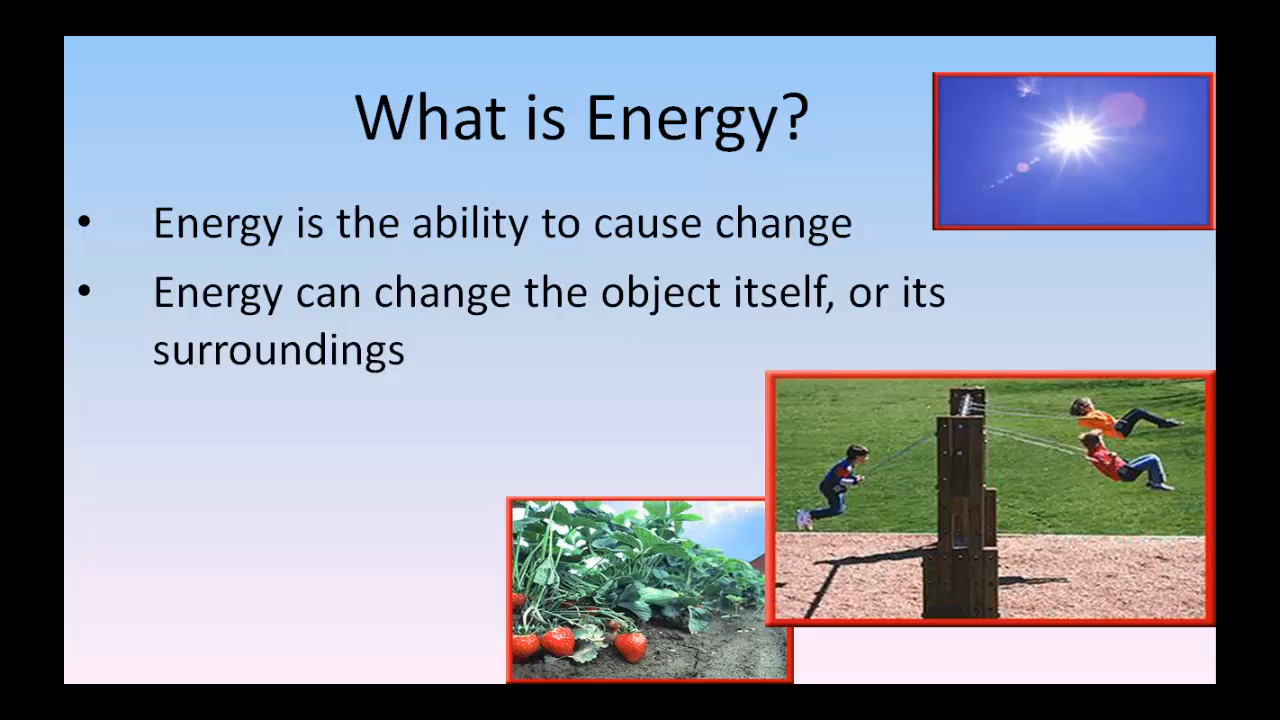 What is Energy?
• Energy is the ability to cause change
• Energy can change the object itself, or its
surroundings